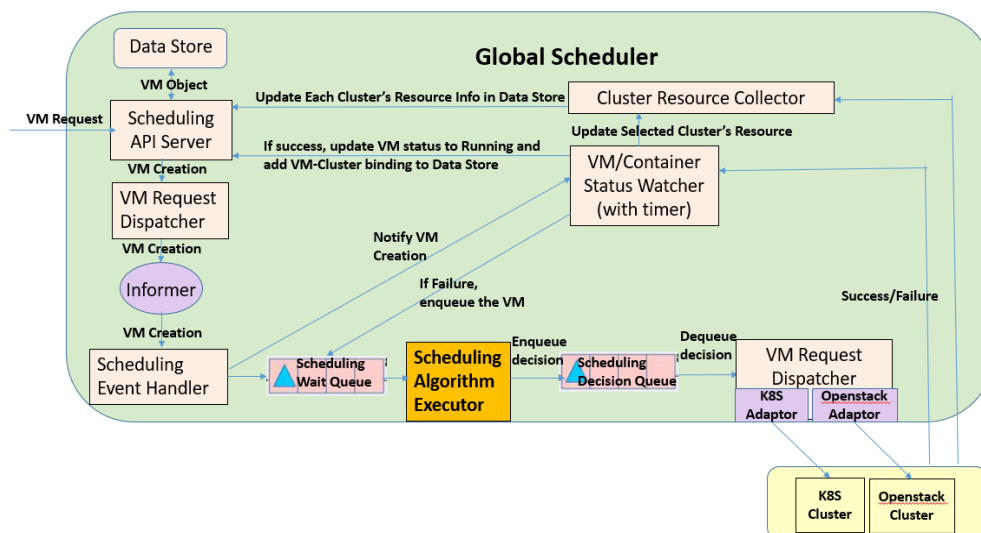 Data Store
Global Scheduler
VM Object
Update Each Cluster's Resource Info in Data Store
Cluster Resource Collector
VM Request
Scheduling
API Server
Update Selected Cluster's Resource
If success, update VM status to Running and
add VM-Cluster binding to Data Store
VM/Container
Status Watcher
(with timer)
VM Creation
VM Request
Dispatcher
VM Creation
Notify VM
Creation
Informer
If Failure,
enqueue the VM
Success/Failure
VM Creation
Scheduling
Event Handler
Scheduling
Wait Queue
Scheduling
Algorithm
Executor
Enqueue
decision
Scheduling
Decision Queue
Dequeue
decision
VM Request
Dispatcher
K8S
Adaptor
Openstack
Adaptor
K8S
Cluster
Openstack
Cluster